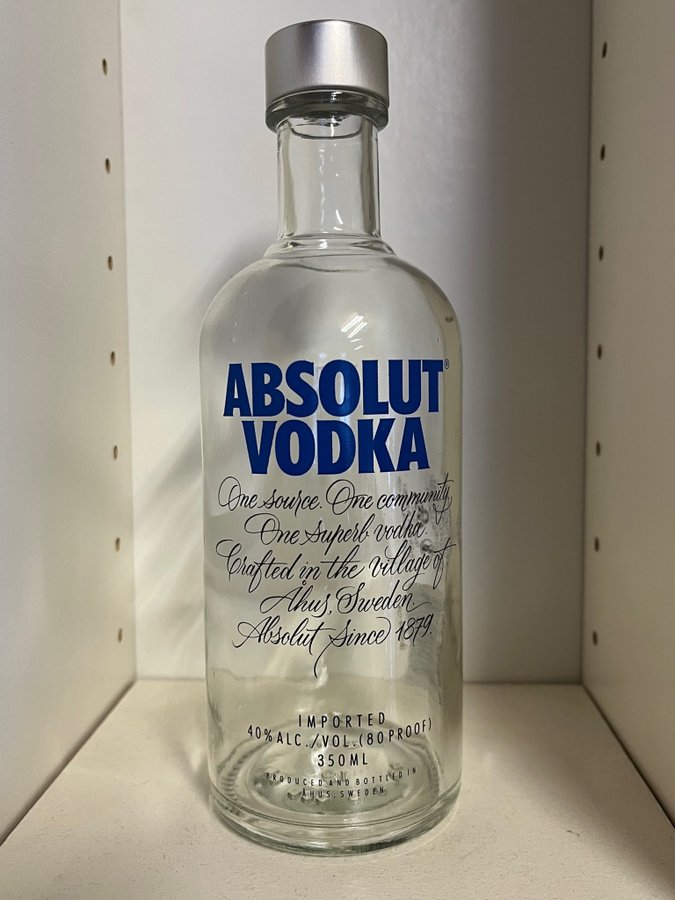 ABSOLUT®
VODKA
One source. One community.
One superb vodka.
Crafted in the village of
Åhus, Sweden.
Absolut Since 1879.
IMPORTED
40% ALC./VOL. (80 PROOF)
350ML
PRODUCED AND BOTTLED IN
ÅHUS, SWEDEN